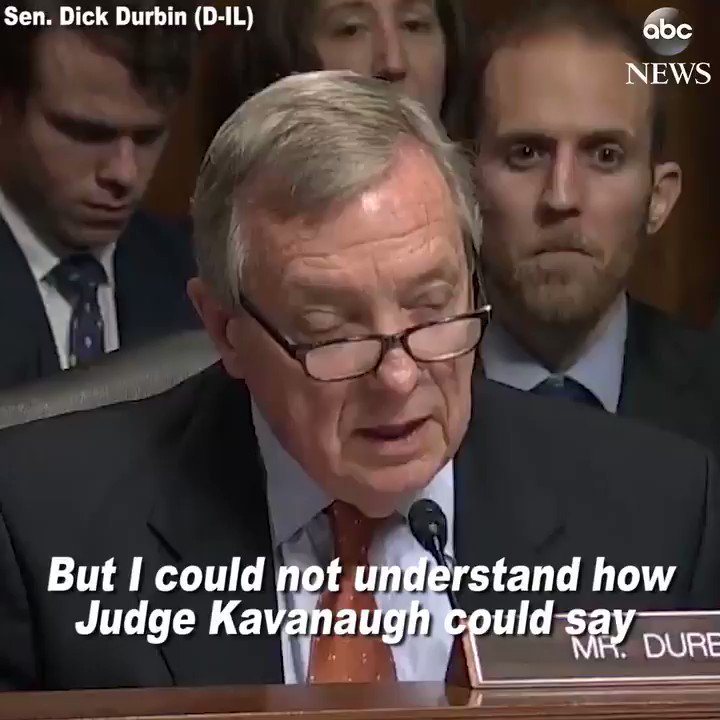 Sen. Dick Durbin (D-IL)
abc
NEWS
But I could not understand how
Judge Kavanaugh could say
MR. DURB